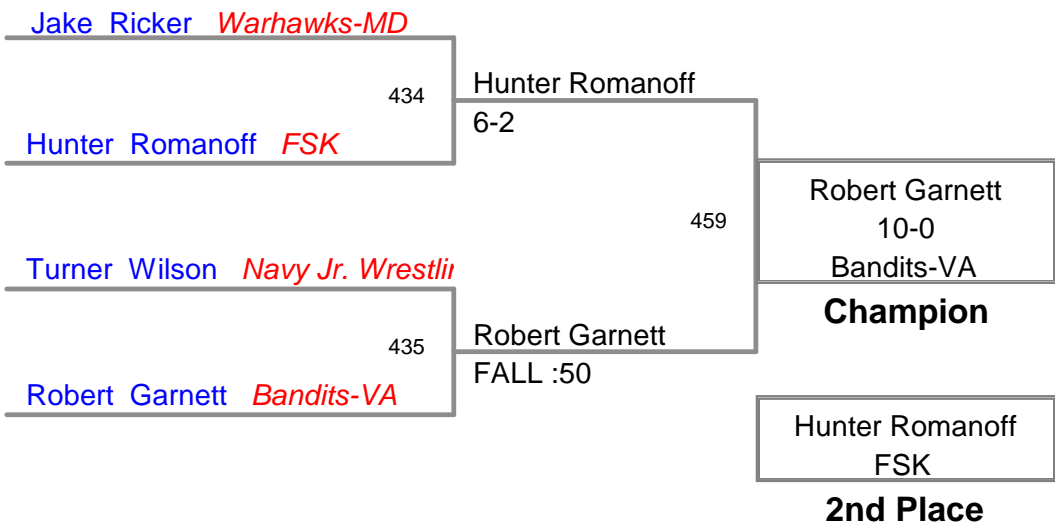 Jake Ricker Warhawks-MD
434
Hunter Romanoff
6-2
Hunter Romanoff FSK
Turner Wilson Navy Jr. Wrestlin
435
Robert Garnett
FALL :50
Robert Garnett Bandits-VA
459
Robert Garnett
10-0
Bandits-VA
Champion
Hunter Romanoff
FSK
2nd Place